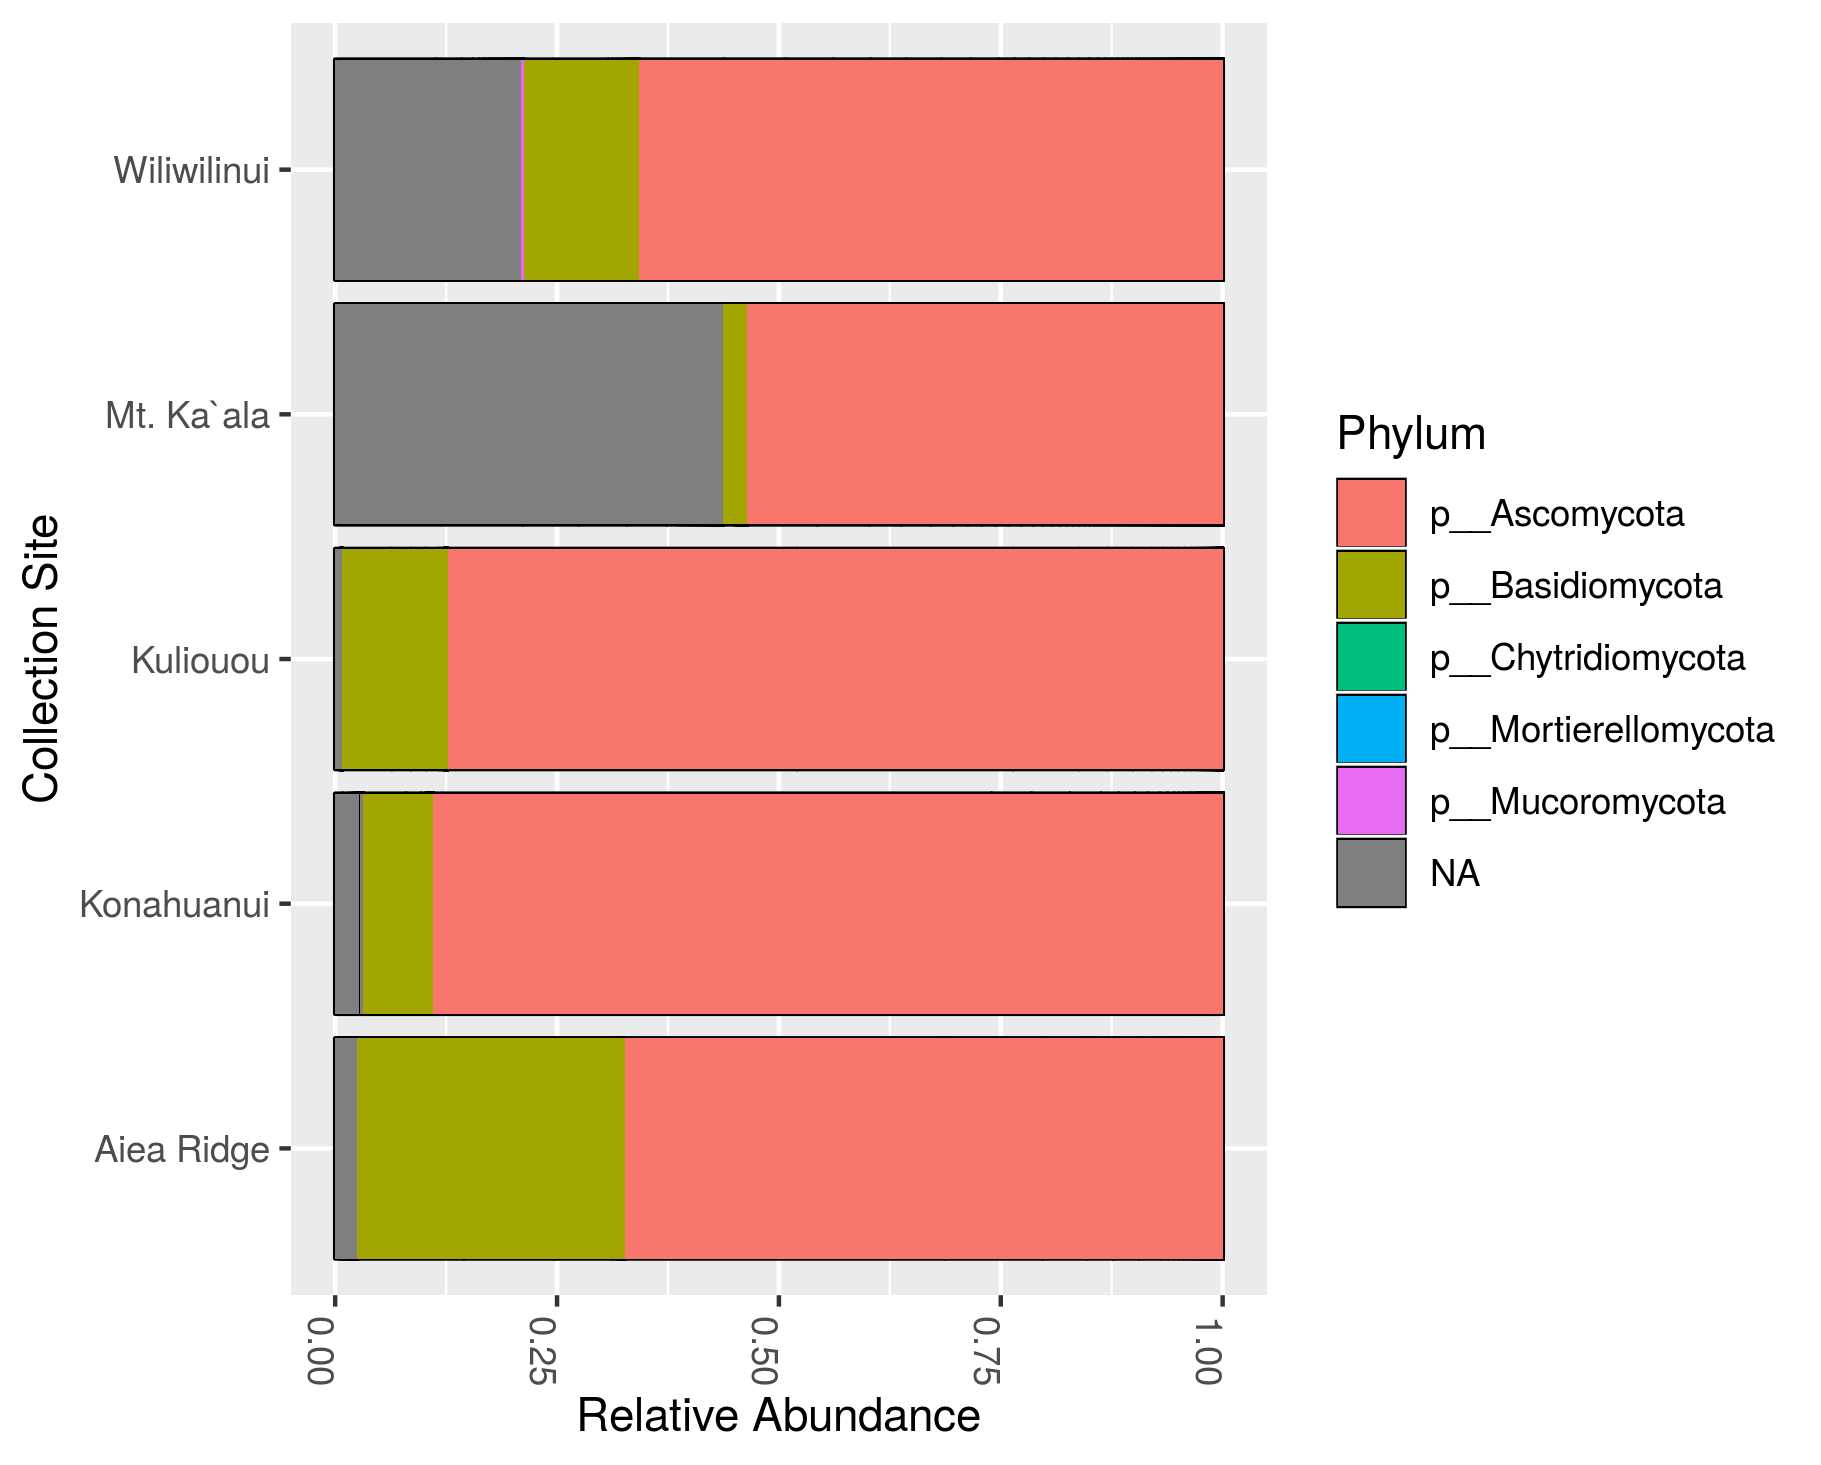 Collection Site
Wiliwilinui
Mt. Ka`ala
Kuliouou
Konahuanui
Aiea Ridge
0.00
0.25
0.50
0.75
1.00
Relative Abundance
Phylum
p__Ascomycota
p__Basidiomycota
p__Chytridiomycota
p__Mortierellomycota
p__Mucoromycota
NA